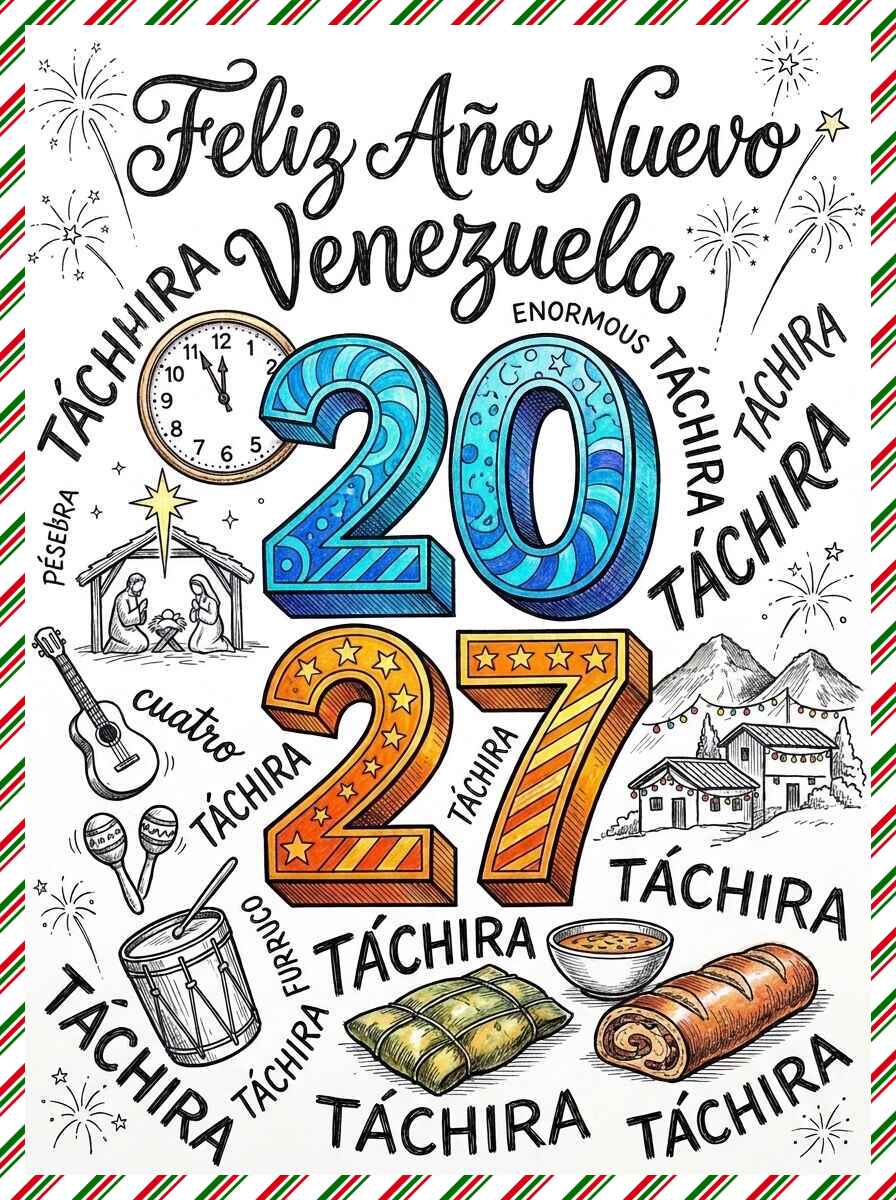 Feliz Año Nuevo
Venezuela
ENORMOUS
TÁCHHIRA
11 12 1
10 2
9
8
7 6 5
20
TÁCHIRA
TÁCHIRA
TÁCHIRA
PÉSEBRA
27
cuatro
TÁCHIRA
TÁCHIRA
TÁCHIRA
FURRUCO
TÁCHIRA
TÁCHIRA
TÁCHIRA
TÁCHIRA
TÁCHIRA